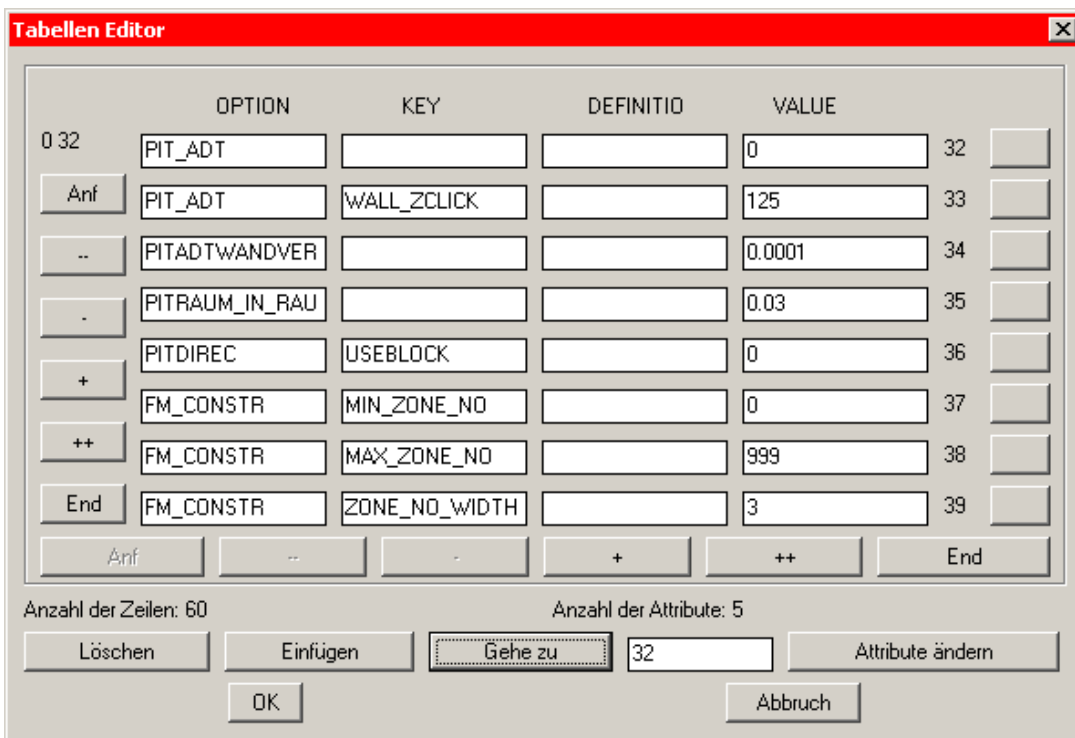 Tabellen Editor
OPTION KEY DEFINITIO VALUE
0 32 PIT_ADT 0 32
Anf PIT_ADT WALL_ZCLICK 125 33
-- PITADTWANDVER 0.0001 34
- PITRAUM_IN_RAU 0.03 35
PITDIREC USEBLOCK 0 36
+ FM_CONSTR MIN_ZONE_NO 0 37
++ FM_CONSTR MAX_ZONE_NO 999 38
End FM_CONSTR ZONE_NO_WIDTH 3 39
Anf -- - + ++ End
Anzahl der Zeilen: 60 Anzahl der Attribute: 5
Löschen Einfügen Gehe zu 32 Attribute ändern
OK Abbruch